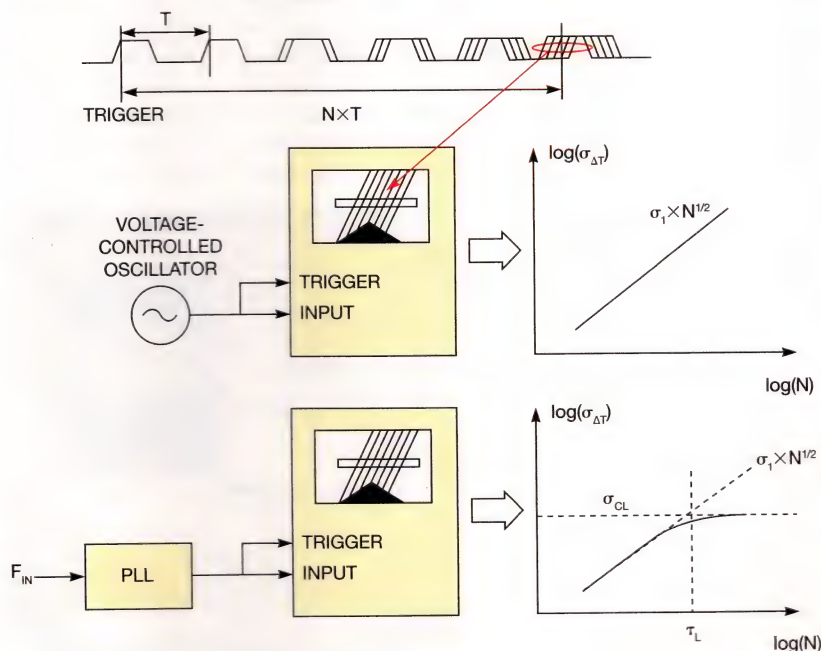 T
TRIGGER
N×T
VOLTAGE-
CONTROLLED
OSCILLATOR
TRIGGER
INPUT
log(σΔT)
σ₁×N1/2
log(N)
FIN
PLL
TRIGGER
INPUT
log(σΔT)
σ₁×N1/2
σCL
τL
log(N)